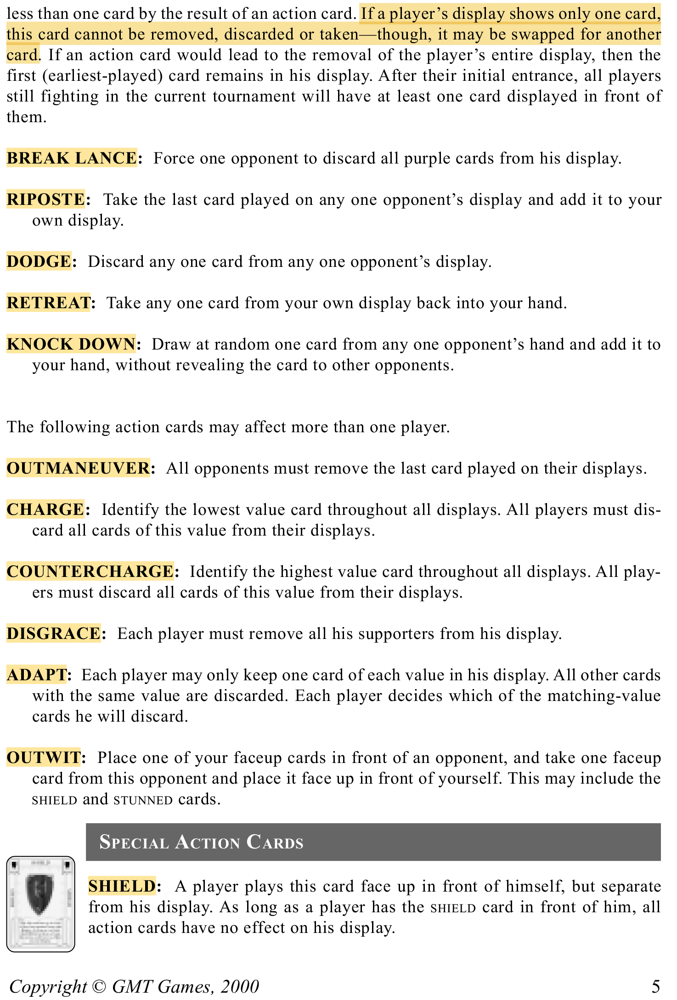 less than one card by the result of an action card. If a player’s display shows only one card,
this card cannot be removed, discarded or taken—though, it may be swapped for another
card. If an action card would lead to the removal of the player’s entire display, then the
first (earliest-played) card remains in his display. After their initial entrance, all players
still fighting in the current tournament will have at least one card displayed in front of
them.
BREAK LANCE: Force one opponent to discard all purple cards from his display.
RIPOSTE: Take the last card played on any one opponent’s display and add it to your
own display.
DODGE: Discard any one card from any one opponent’s display.
RETREAT: Take any one card from your own display back into your hand.
KNOCK DOWN: Draw at random one card from any one opponent’s hand and add it to
your hand, without revealing the card to other opponents.
The following action cards may affect more than one player.
OUTMANEUVER: All opponents must remove the last card played on their displays.
CHARGE: Identify the lowest value card throughout all displays. All players must dis-
card all cards of this value from their displays.
COUNTERCHARGE: Identify the highest value card throughout all displays. All play-
ers must discard all cards of this value from their displays.
DISGRACE: Each player must remove all his supporters from his display.
ADAPT: Each player may only keep one card of each value in his display. All other cards
with the same value are discarded. Each player decides which of the matching-value
cards he will discard.
OUTWIT: Place one of your faceup cards in front of an opponent, and take one faceup
card from this opponent and place it face up in front of yourself. This may include the
SHIELD and STUNNED cards.
SPECIAL ACTION CARDS
SHIELD: A player plays this card face up in front of himself, but separate
from his display. As long as a player has the SHIELD card in front of him, all
action cards have no effect on his display.
Copyright © GMT Games, 2000 5